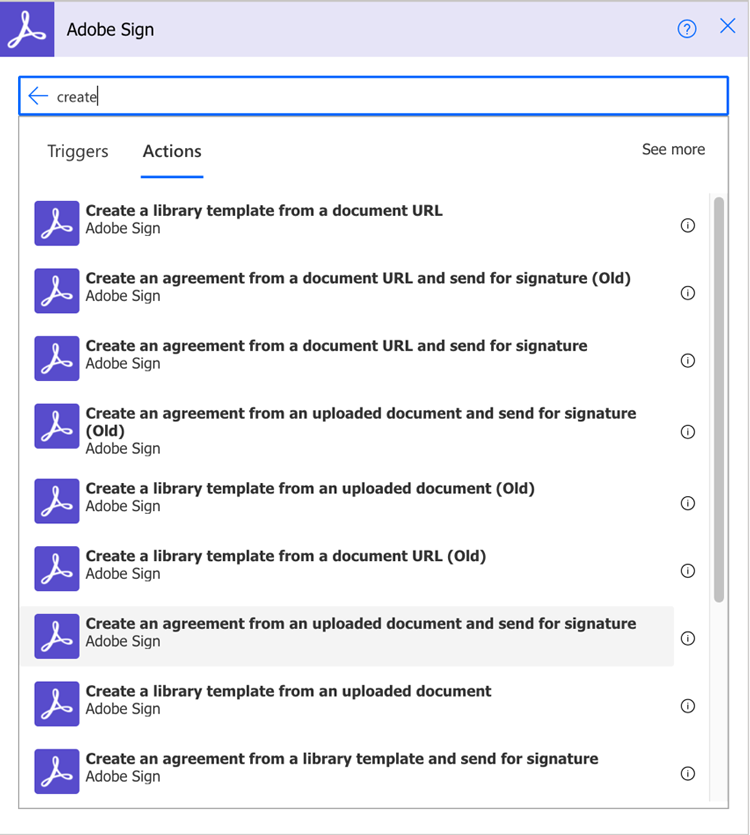 Adobe Sign
create
Triggers
Actions
See more
Create a library template from a document URL
Adobe Sign
Create an agreement from a document URL and send for signature (Old)
Adobe Sign
Create an agreement from a document URL and send for signature
Adobe Sign
Create an agreement from an uploaded document and send for signature
(Old)
Adobe Sign
Create a library template from an uploaded document (Old)
Adobe Sign
Create a library template from a document URL (Old)
Adobe Sign
Create an agreement from an uploaded document and send for signature
Adobe Sign
Create a library template from an uploaded document
Adobe Sign
Create an agreement from a library template and send for signature
Adobe Sign